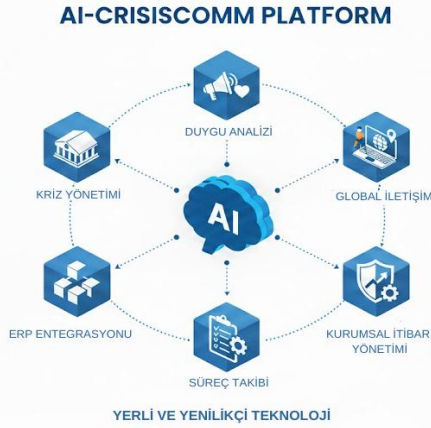 AI-CRISISCOMM PLATFORM
DUYGU ANALİZİ
KRİZ YÖNETİMİ
GLOBAL İLETİŞİM
AI
ERP ENTEGRASYONU
KURUMSAL İTİBAR
YÖNETİMİ
SÜREÇ TAKİBİ
YERLİ VE YENİLİKÇİ TEKNOLOJİ